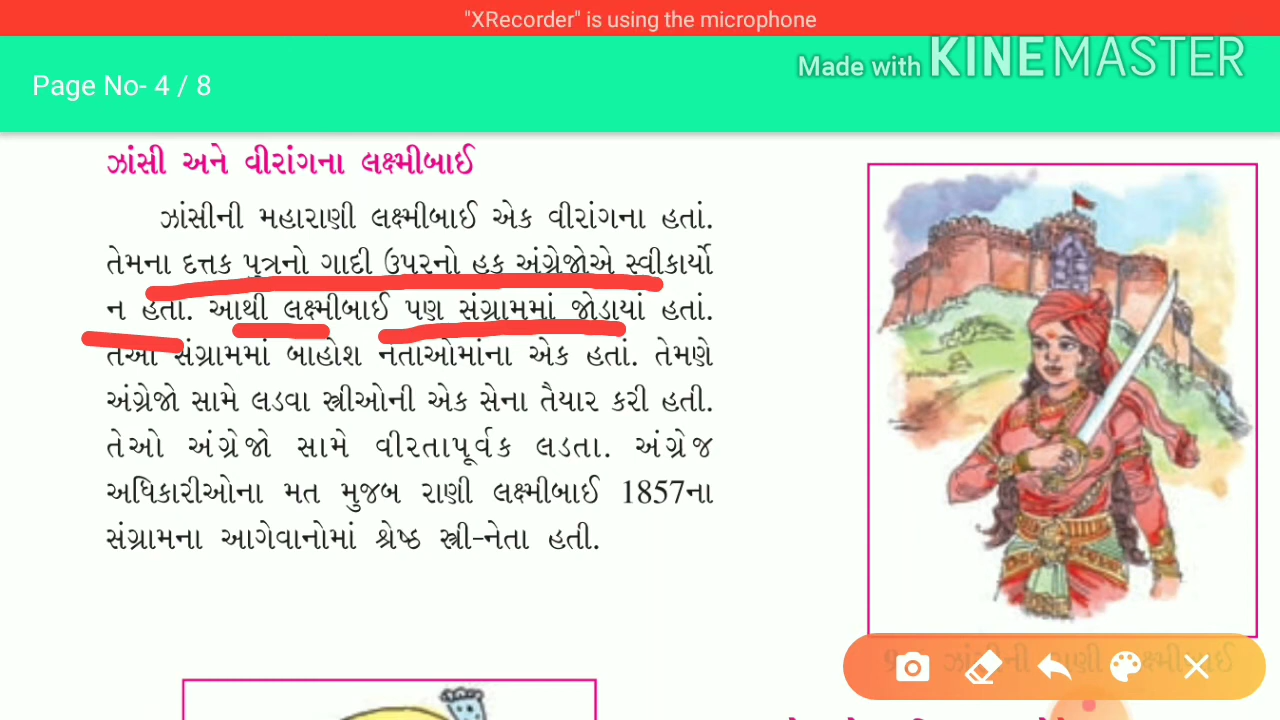 "XRecorder" is using the microphone
Made with KINEMASTER
Page No- 4 / 8
ઝાંસી અને વીરાંગના લક્ષ્મીબાઈ
ઝાંસીની મહારાણી લક્ષ્મીબાઈ એક વીરાંગના હતાં.
તેમના દત્તક પુત્રનો ગાદી ઉપરનો હક અંગ્રેજોએ સ્વીકાર્યો
ન હતા. આથી લક્ષ્મીબાઈ પણ સંગ્રામમાં જોડાયાં હતાં.
તેઓ સંગ્રામમાં બાહોશ નેતાઓમાંના એક હતાં. તેમણે
અંગ્રેજો સામે લડવા સ્ત્રીઓની એક સેના તૈયાર કરી હતી.
તેઓ અંગ્રેજો સામે વીરતાપૂર્વક લડતા. અંગ્રેજ
અધિકારીઓના મત મુજબ રાણી લક્ષ્મીબાઈ 1857ના
સંગ્રામના આગેવાનોમાં શ્રેષ્ઠ સ્ત્રી-નેતા હતી.
ઝાંસીની રાણી લક્ષ્મીબાઈ